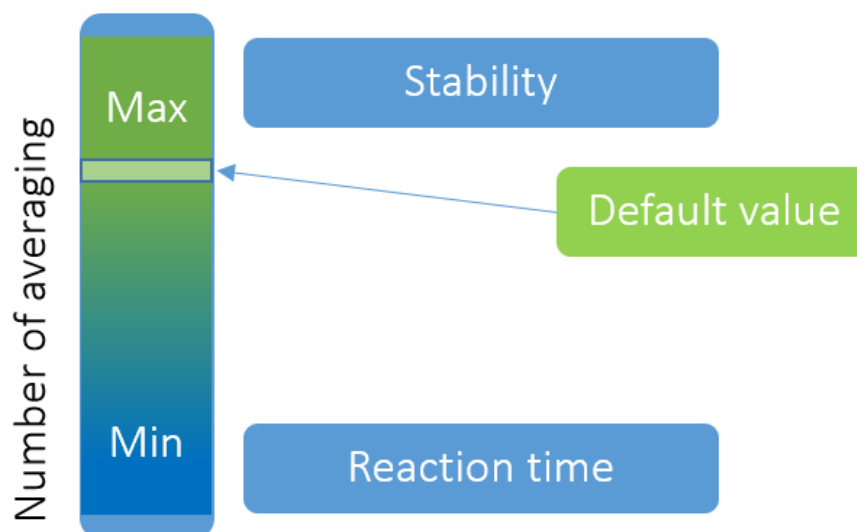 Number of averaging
Max
Stability
Default value
Min
Reaction time